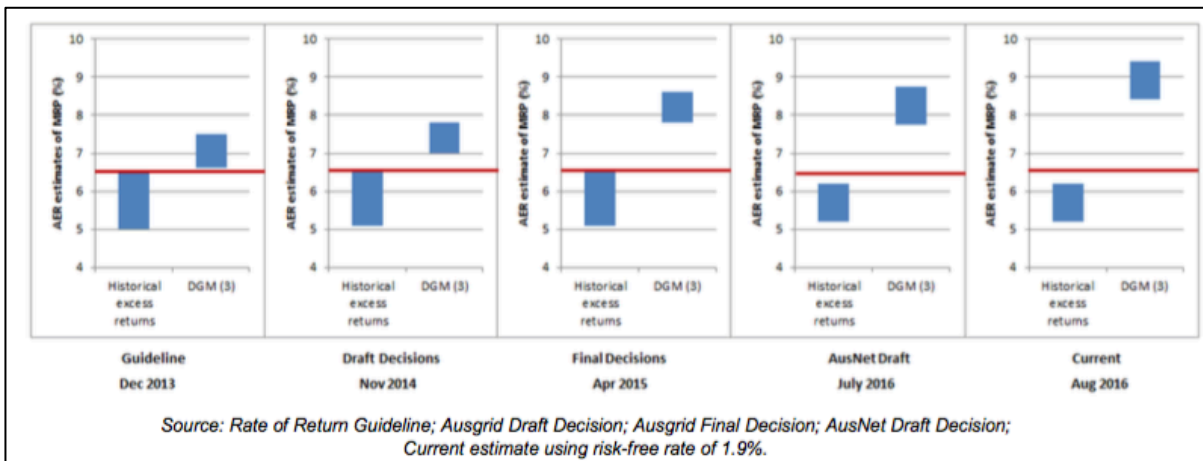 10
9
8
7
6
5
4
AER estimates of MRP (%)
Historical excess returns
DGM (3)
Guideline
Dec 2013
10
9
8
7
6
5
4
AER estimates of MRP (%)
Historical excess returns
DGM (3)
Draft Decisions
Nov 2014
10
9
8
7
6
5
4
AER estimate of MRP (%)
Historical excess returns
DGM (3)
Final Decisions
Apr 2015
10
9
8
7
6
5
4
AER estimate of MRP (%)
Historical excess returns
DGM (3)
AusNet Draft
July 2016
10
9
8
7
6
5
4
AER estimate of MRP (%)
Historical excess returns
DGM (3)
Current
Aug 2016
Source: Rate of Return Guideline; Ausgrid Draft Decision; Ausgrid Final Decision; AusNet Draft Decision;
Current estimate using risk-free rate of 1.9%.